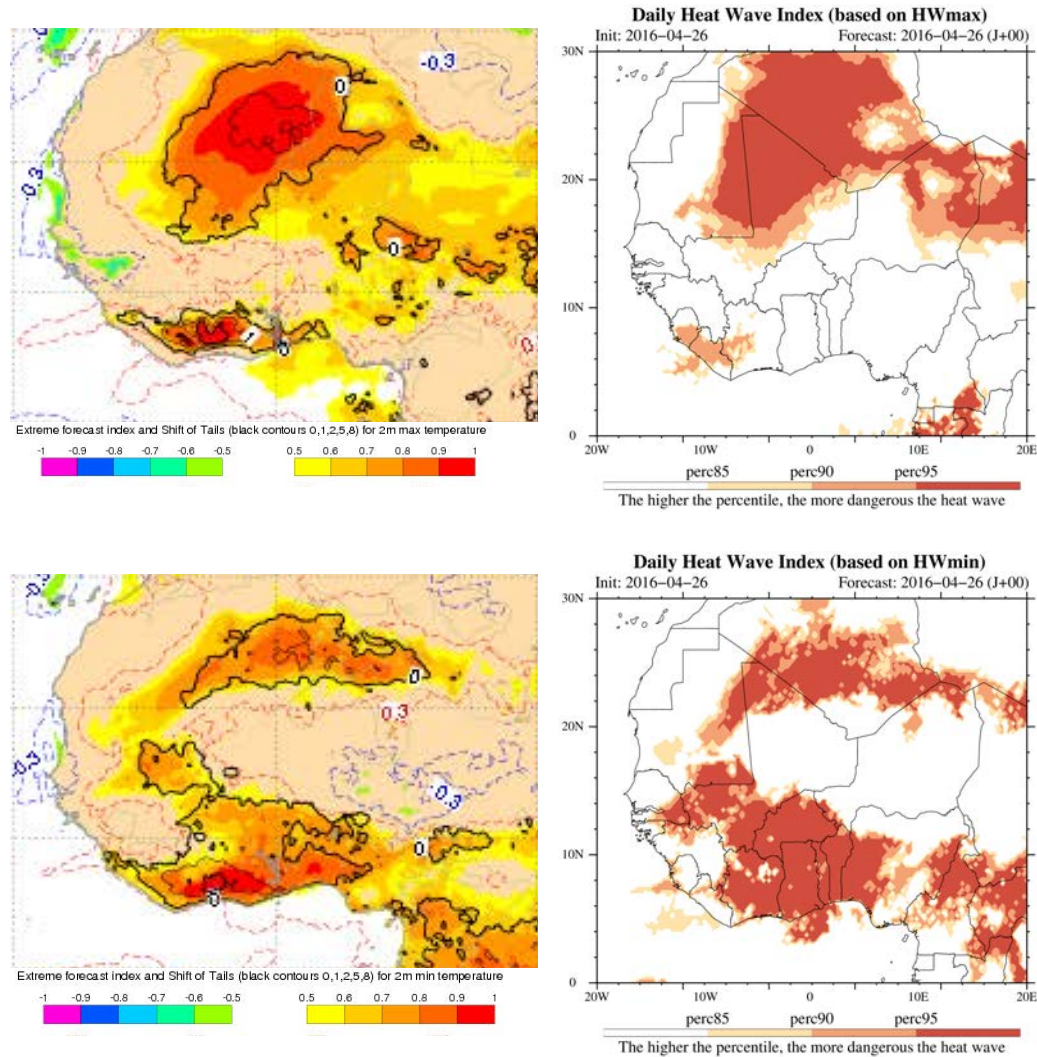 Daily Heat Wave Index (based on HWmax)
Init: 2016-04-26 Forecast: 2016-04-26 (J+00)
-0.3
0
-0.3
0
1
0
0
30N
20N
10N
0
20W 10W 0 10E 20E
Extreme forecast index and Shift of Tails (black contours 0,1,2,5,8) for 2m max temperature
-1 -0.9 -0.8 -0.7 -0.6 -0.5 0.5 0.6 0.7 0.8 0.9 1
perc85 perc90 perc95
The higher the percentile, the more dangerous the heat wave
Daily Heat Wave Index (based on HWmin)
Init: 2016-04-26 Forecast: 2016-04-26 (J+00)
0
0.3
-0.3
-0.3
0
0
0
30N
20N
10N
0
20W 10W 0 10E 20E
Extreme forecast index and Shift of Tails (black contours 0,1,2,5,8) for 2m min temperature
-1 -0.9 -0.8 -0.7 -0.6 -0.5 0.5 0.6 0.7 0.8 0.9 1
perc85 perc90 perc95
The higher the percentile, the more dangerous the heat wave